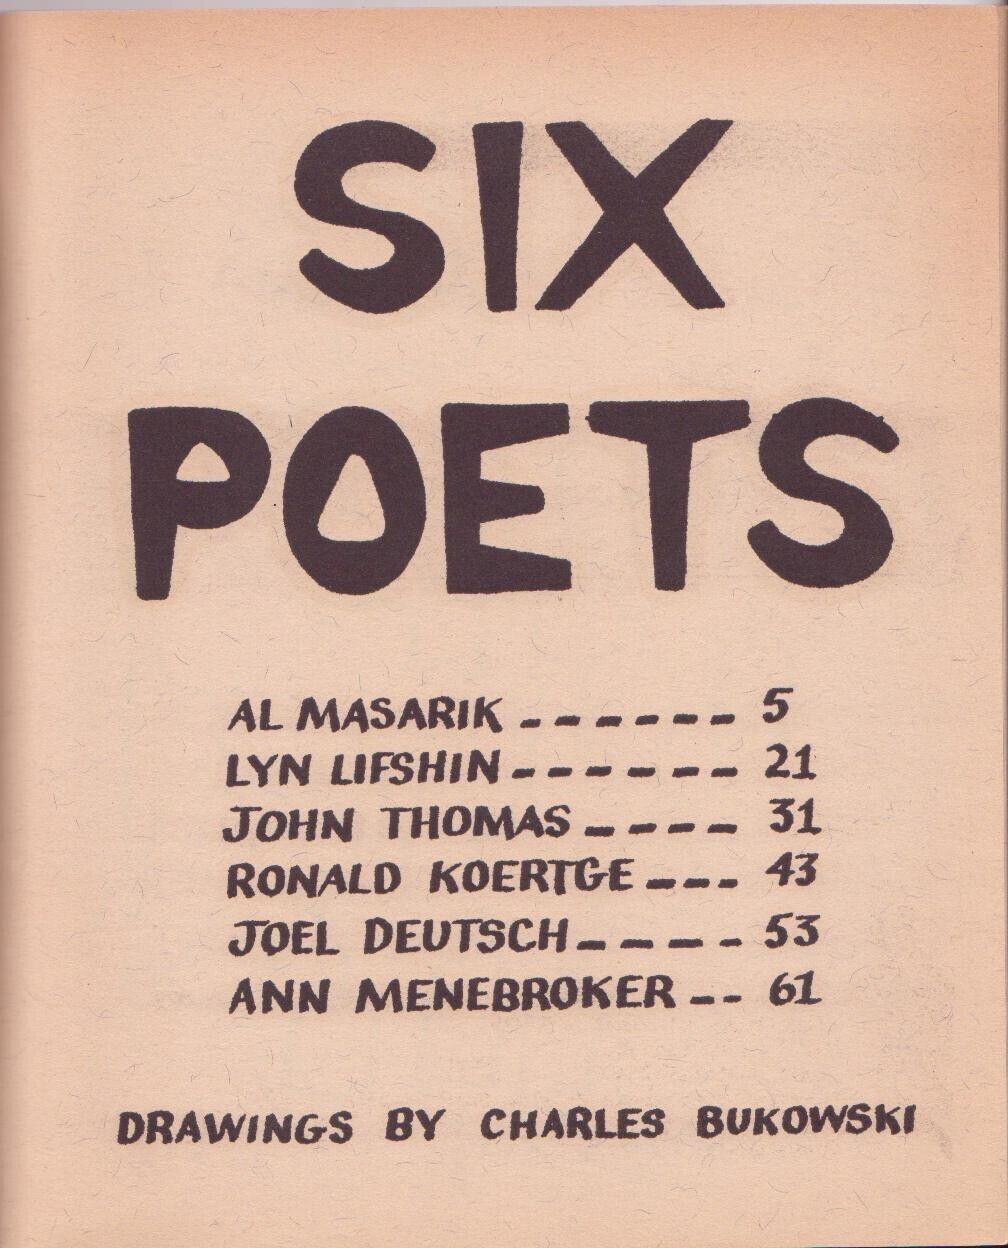 SIX
POETS
AL MASARIK ------ 5
LYN LIFSHIN ------ 21
JOHN THOMAS ---- 31
RONALD KOERTGE --- 43
JOEL DEUTSCH ---- 53
ANN MENEBROKER -- 61
DRAWINGS BY CHARLES BUKOWSKI